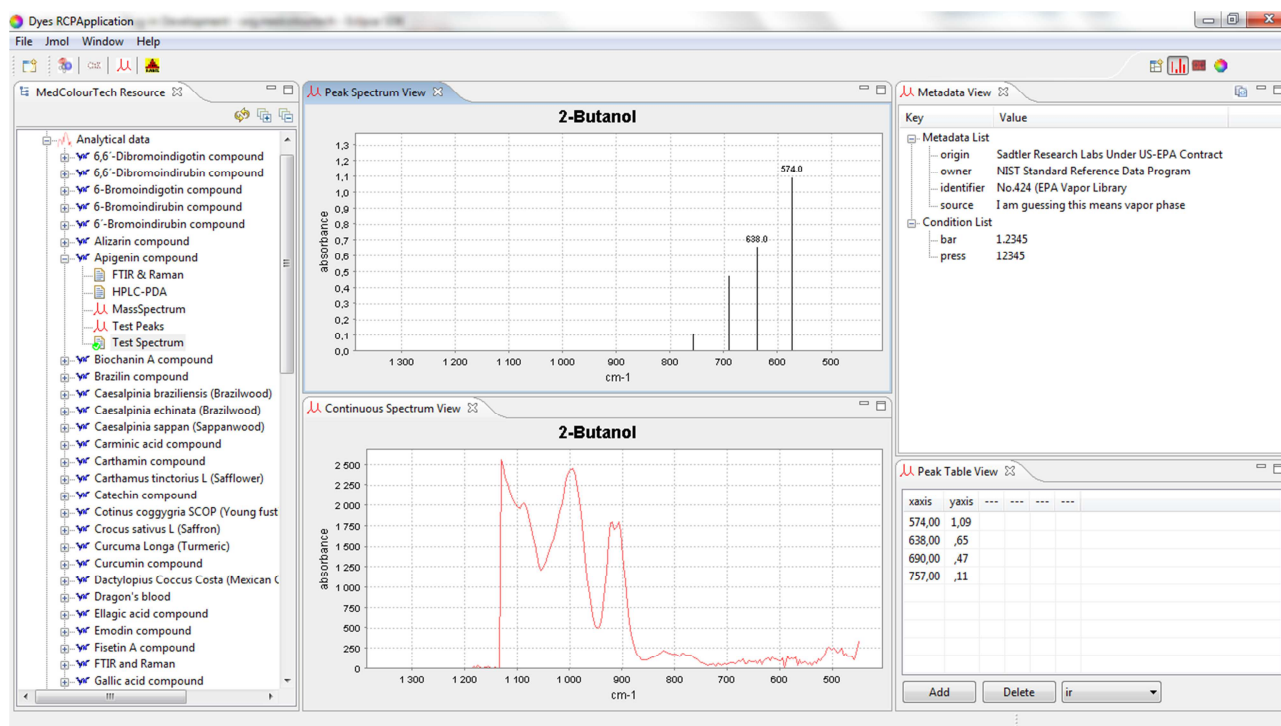 Dyes RCPApplication
File Jmol Window Help
MedColourTech Resource
Analytical data
6,6´-Dibromoindigotin compound
6,6´-Dibromoindirubin compound
6-Bromoindigotin compound
6-Bromoindirubin compound
6´-Bromoindirubin compound
Alizarin compound
Apigenin compound
FTIR & Raman
HPLC-PDA
MassSpectrum
Test Peaks
Test Spectrum
Biochanin A compound
Brazilin compound
Caesalpinia braziliensis (Brazilwood)
Caesalpinia echinata (Brazilwood)
Caesalpinia sappan (Sappanwood)
Carminic acid compound
Carthamin compound
Carthamus tinctorius L (Safflower)
Catechin compound
Cotinus coggygria SCOP (Young fust
Crocus sativus L (Saffron)
Curcuma Longa (Turmeric)
Curcumin compound
Dactylopius Coccus Costa (Mexican C
Dragon's blood
Ellagic acid compound
Emodin compound
Fisetin A compound
FTIR and Raman
Gallic acid compound
Peak Spectrum View
2-Butanol
absorbance
1,3
1,2
1,1
1,0
0,9
0,8
0,7
0,6
0,5
0,4
0,3
0,2
0,1
0,0
574.0
638.0
1 300 1 200 1 100 1 000 900 800 700 600 500
cm-1
Continuous Spectrum View
2-Butanol
absorbance
2 500
2 250
2 000
1 750
1 500
1 250
1 000
750
500
250
0
1 300 1 200 1 100 1 000 900 800 700 600 500
cm-1
Metadata View
Key Value
Metadata List
origin Sadtler Research Labs Under US-EPA Contract
owner NIST Standard Reference Data Program
identifier No.424 (EPA Vapor Library
source I am guessing this means vapor phase
Condition List
bar 1.2345
press 12345
Peak Table View
xaxis yaxis --- --- --- ---
574,00 1,09
638,00 ,65
690,00 ,47
757,00 ,11
Add Delete ir